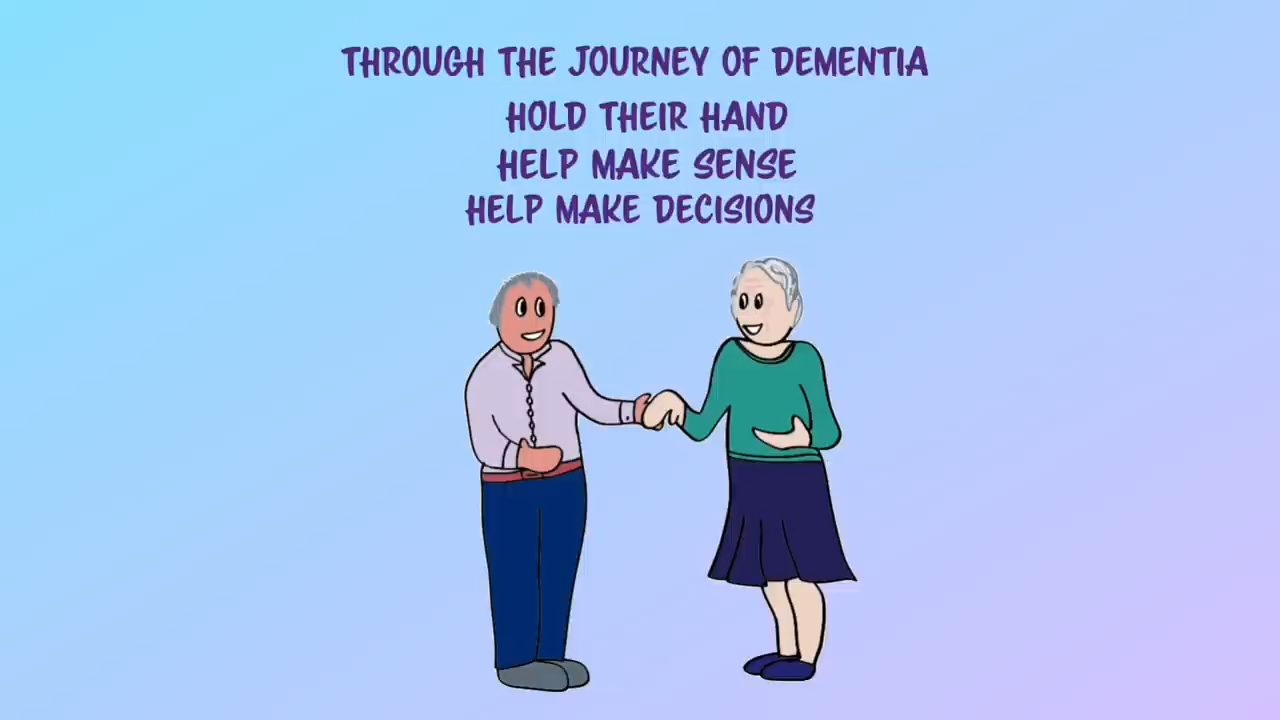 THROUGH THE JOURNEY OF DEMENTIA
HOLD THEIR HAND
HELP MAKE SENSE
HELP MAKE DECISIONS